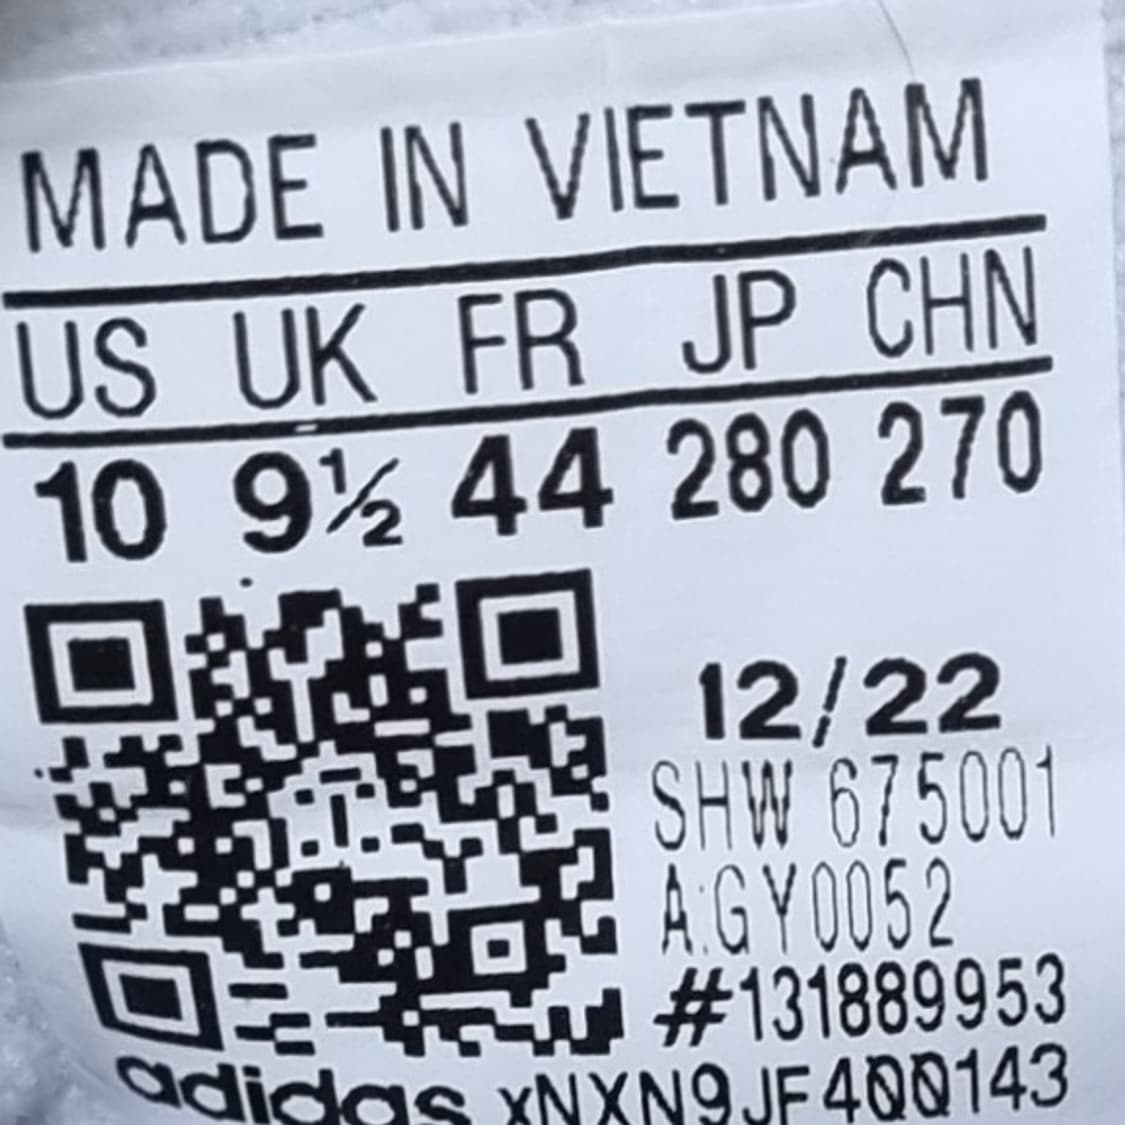 MADE IN VIETNAM
US UK FR JP CHN
10 9½ 44 280 270
12/22
SHW 675001
A:GY0052
#131889953
adidas xNXN9JF400143